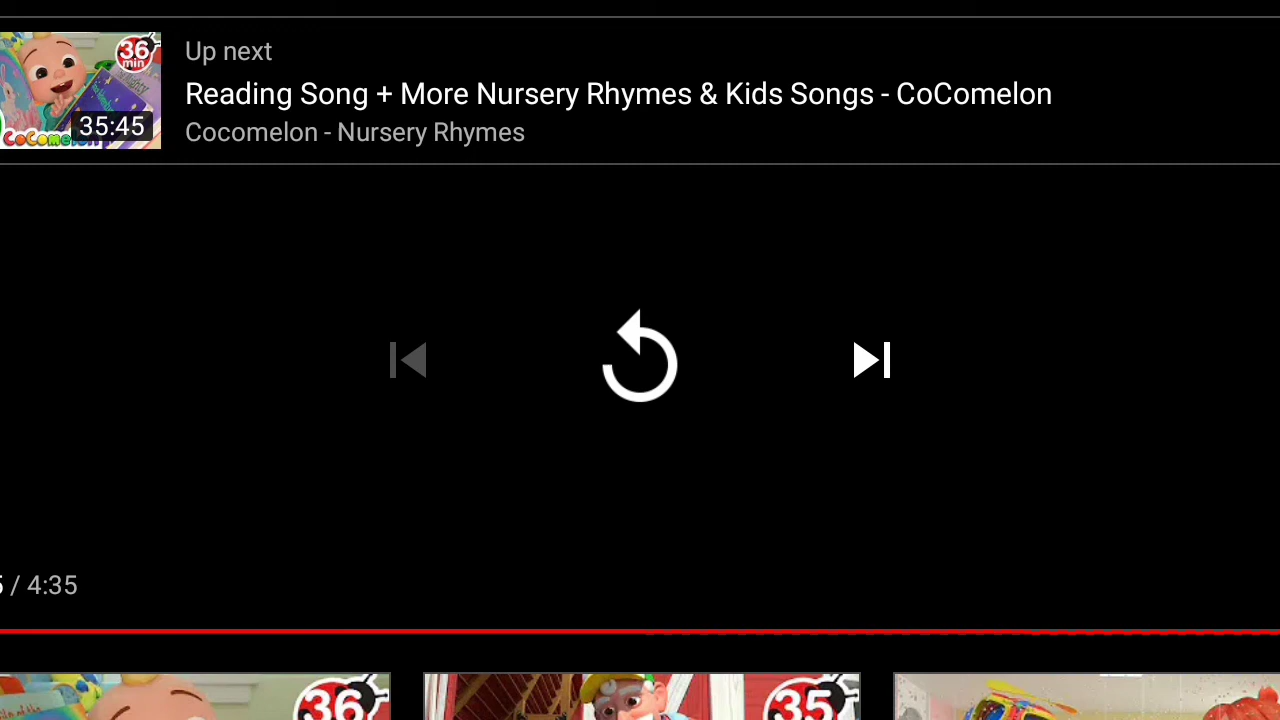 36
min
35:45
CoComelon
Up next
Reading Song + More Nursery Rhymes & Kids Songs - CoComelon
Cocomelon - Nursery Rhymes
/ 4:35
36
35